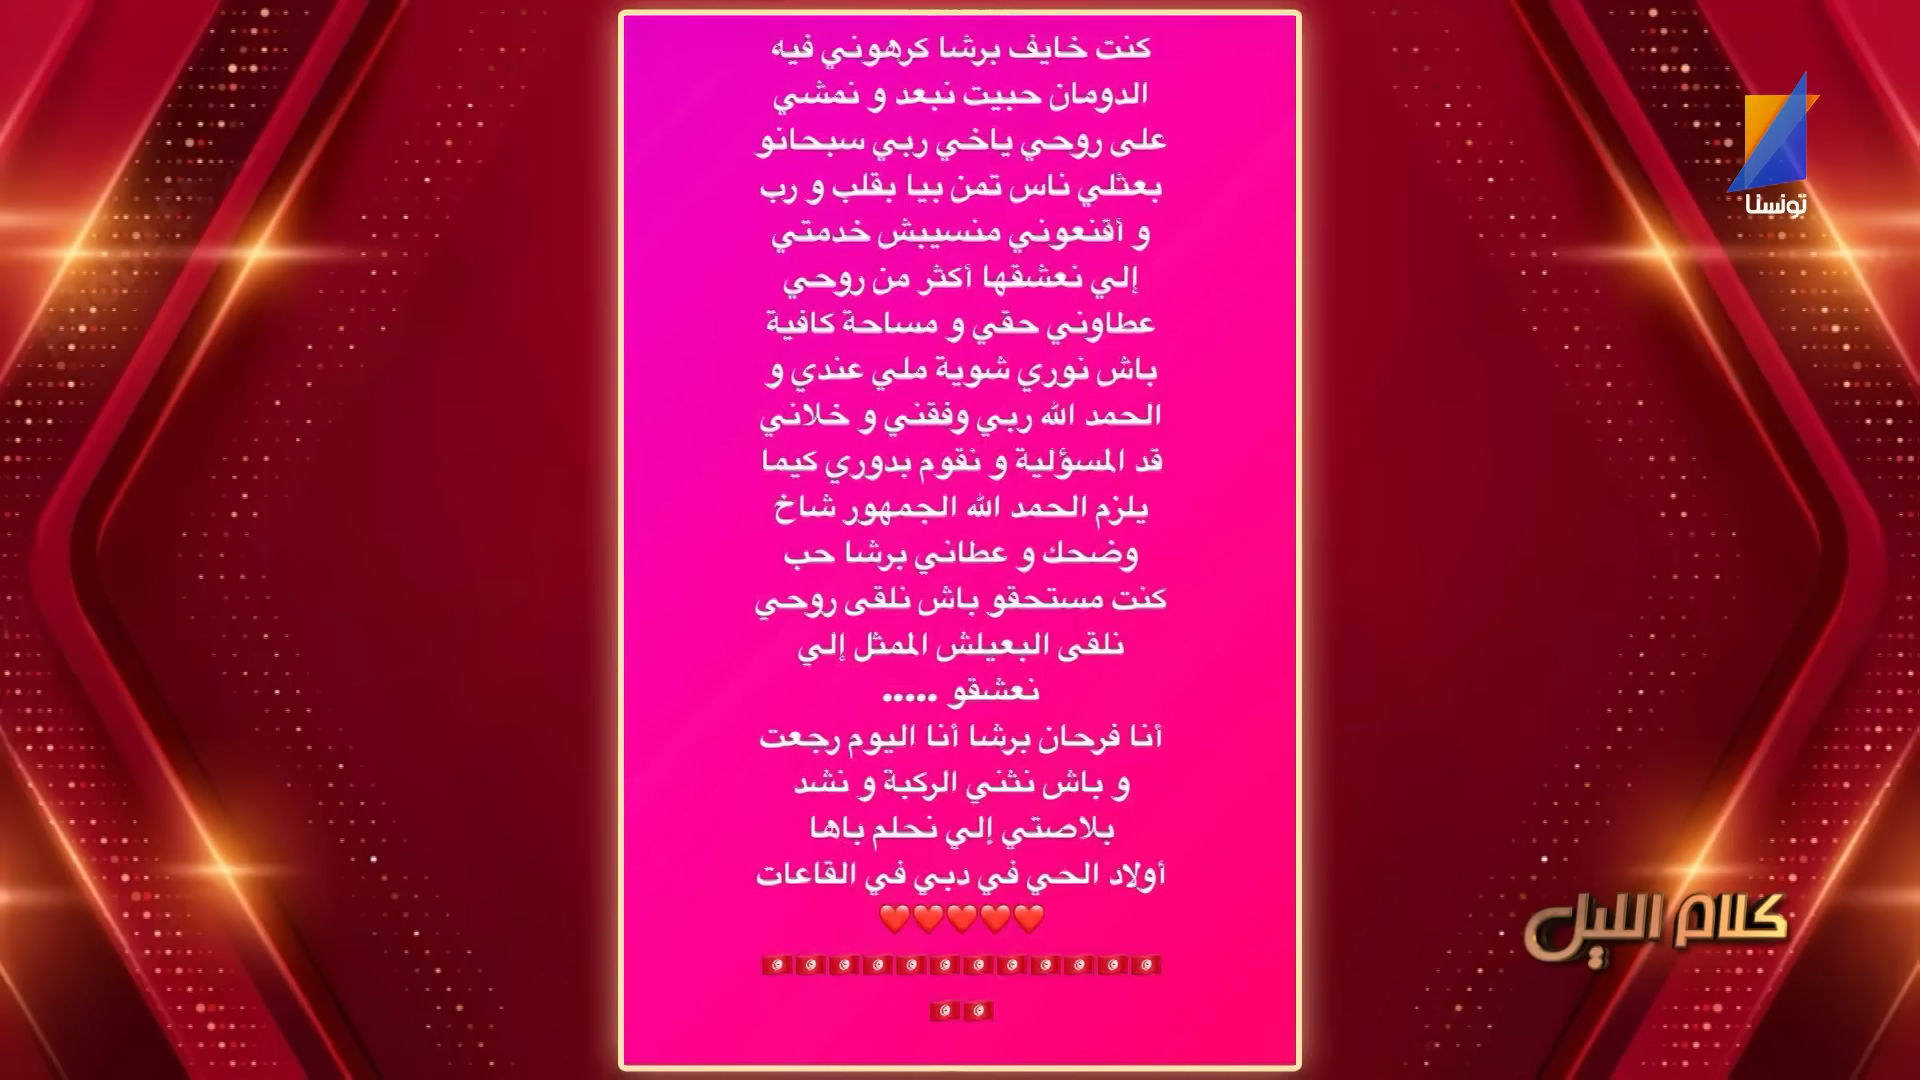 كنت خايف برشا كرهوني فيه
الدومان حبيت نبعد و نمشي
على روحي ياخي ربي سبحانو
بعثلي ناس تمن بيا بقلب و رب
و أقنعوني منسيبش خدمتي
إلي نعشقها أكثر من روحي
عطاوني حقي و مساحة كافية
باش نوري شوية ملي عندي و
الحمد الله ربي وفقني و خلاني
قد المسؤلية و نقوم بدوري كيما
يلزم الحمد الله الجمهور شاخ
وضحك و عطاني برشا حب
كنت مستحقو باش نلقى روحي
نلقى البعيلش الممثل إلي
نعشقو .....
أنا فرحان برشا أنا اليوم رجعت
و باش نثني الركبة و نشد
بلاصتي إلي نحلم باها
أولاد الحي في دبي في القاعات
❤️❤️❤️❤️❤️
🇹🇳🇹🇳🇹🇳🇹🇳🇹🇳🇹🇳🇹🇳🇹🇳🇹🇳🇹🇳🇹🇳🇹🇳
🇹🇳🇹🇳
تونسنا
كلام الليل